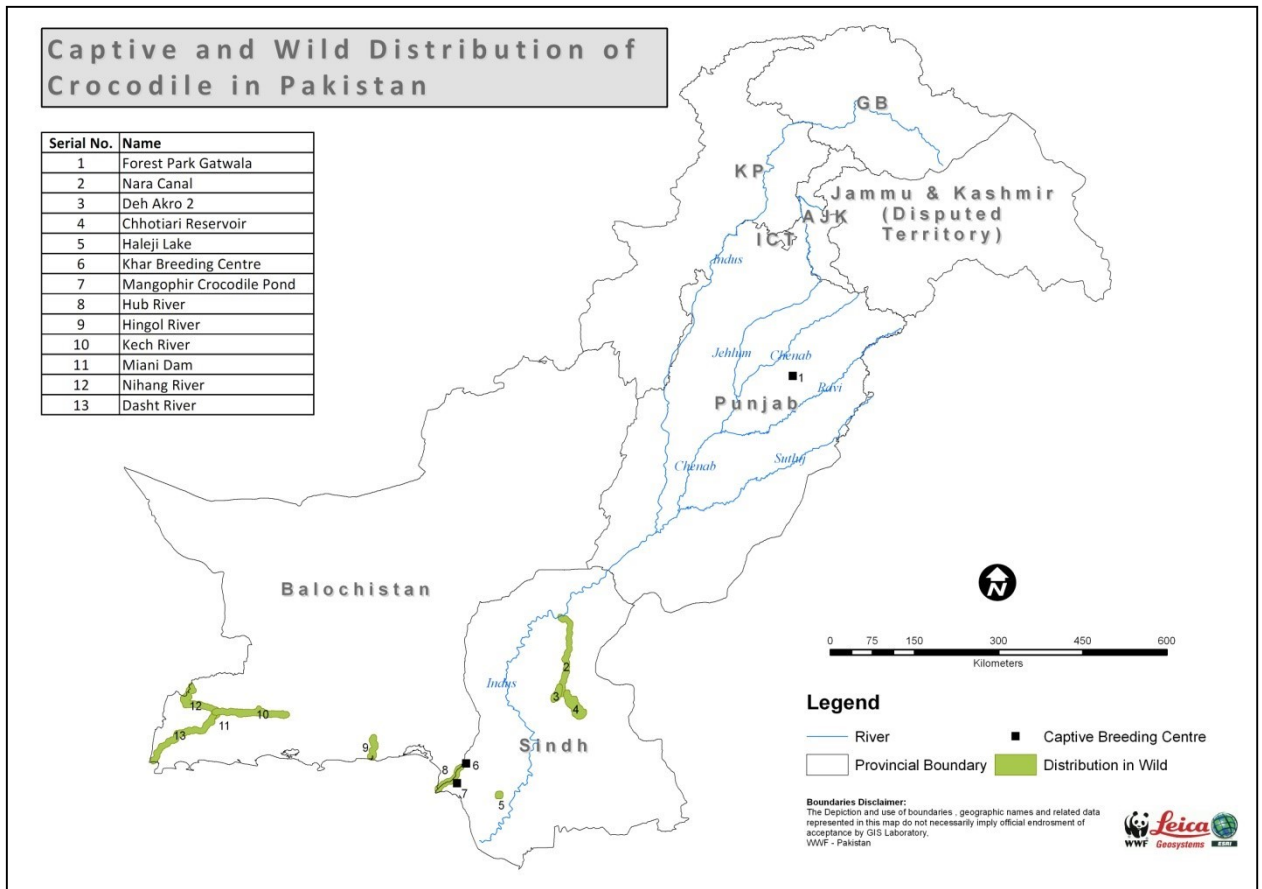 Captive and Wild Distribution of
Crocodile in Pakistan
Serial No. Name
1 Forest Park Gatwala
2 Nara Canal
3 Deh Akro 2
4 Chhotiari Reservoir
5 Haleji Lake
6 Khar Breeding Centre
7 Mangophir Crocodile Pond
8 Hub River
9 Hingol River
10 Kech River
11 Miani Dam
12 Nihang River
13 Dasht River
GB
KP
Jammu & Kashmir
(Disputed
Territory)
AJK
ICT
Indus
Jehlum
Chenab
1
Ravi
Punjab
Chenab
Sutluj
Balochistan
2
Indus
3
4
12
10
11
13
Sindh
9
8
6
7
5
N
0 75 150 300 450 600
Kilometers
Legend
River
Captive Breeding Centre
Provincial Boundary
Distribution in Wild
Boundaries Disclaimer:
The Depiction and use of boundaries , geographic names and related data
represented in this map do not necessarily imply official endrosment of
acceptance by GIS Laboratory,
WWF - Pakistan
WWF
Leica
Geosystems
ESRI